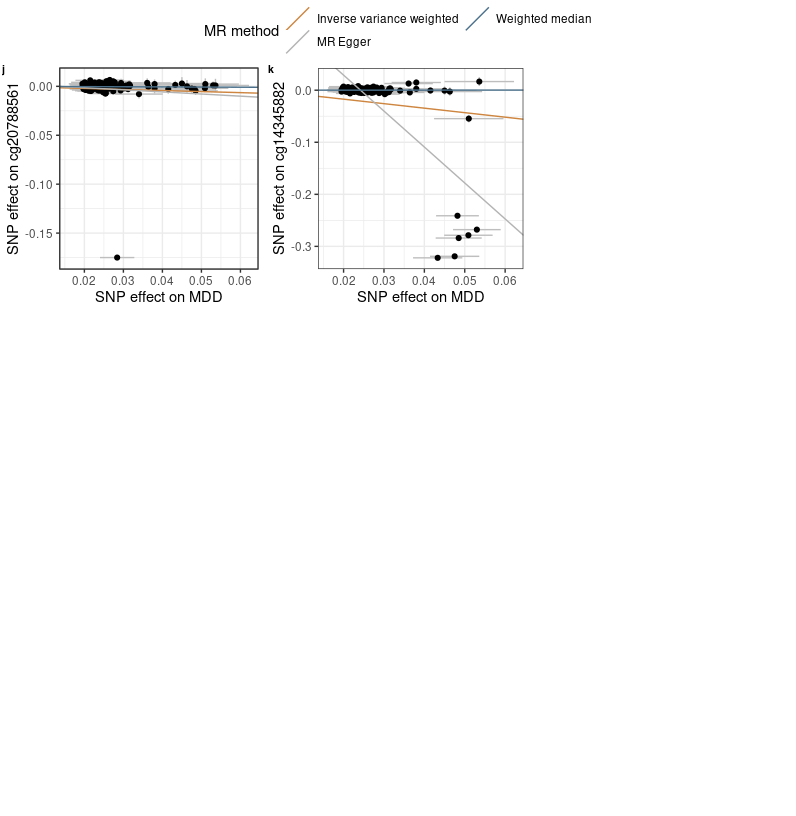 MR method
Inverse variance weighted
Weighted median
MR Egger
j
SNP effect on cg20788561
0.00
-0.05
-0.10
-0.15
0.02 0.03 0.04 0.05 0.06
SNP effect on MDD
k
SNP effect on cg14345882
0.0
-0.1
-0.2
-0.3
0.02 0.03 0.04 0.05 0.06
SNP effect on MDD